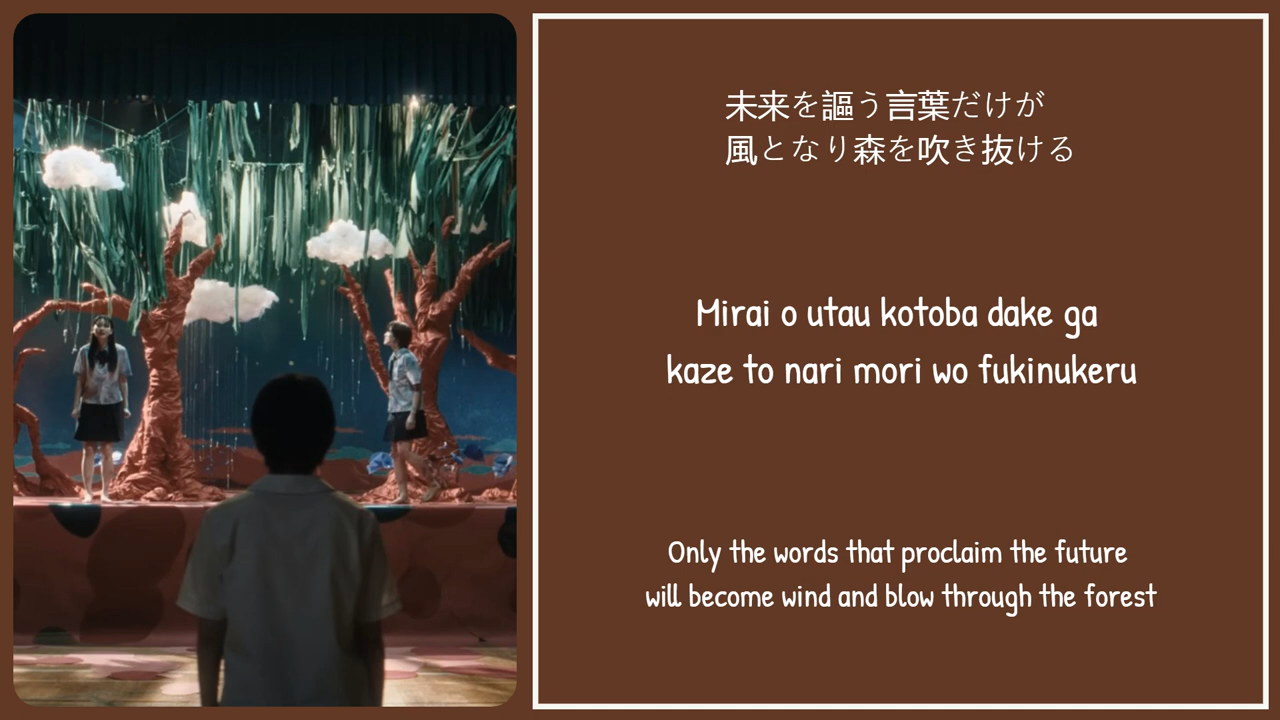 未来を謳う言葉だけが
風となり森を吹き抜ける
Mirai o utau kotoba dake ga
kaze to nari mori wo fukinukeru
Only the words that proclaim the future
will become wind and blow through the forest